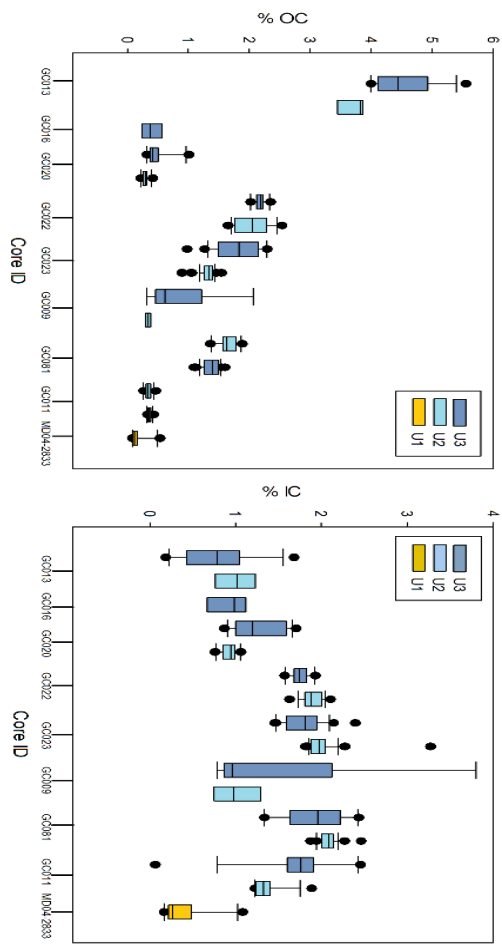 % OC
6
5
4
3
2
1
0
U3
U2
U1
GC013
GC016
GC020
GC022
GC023
GC009
GC081
GC011
MD04-2833
Core ID
% IC
4
3
2
1
0
U3
U2
U1
GC013
GC016
GC020
GC022
GC023
GC009
GC081
GC011
MD04 2833
Core ID